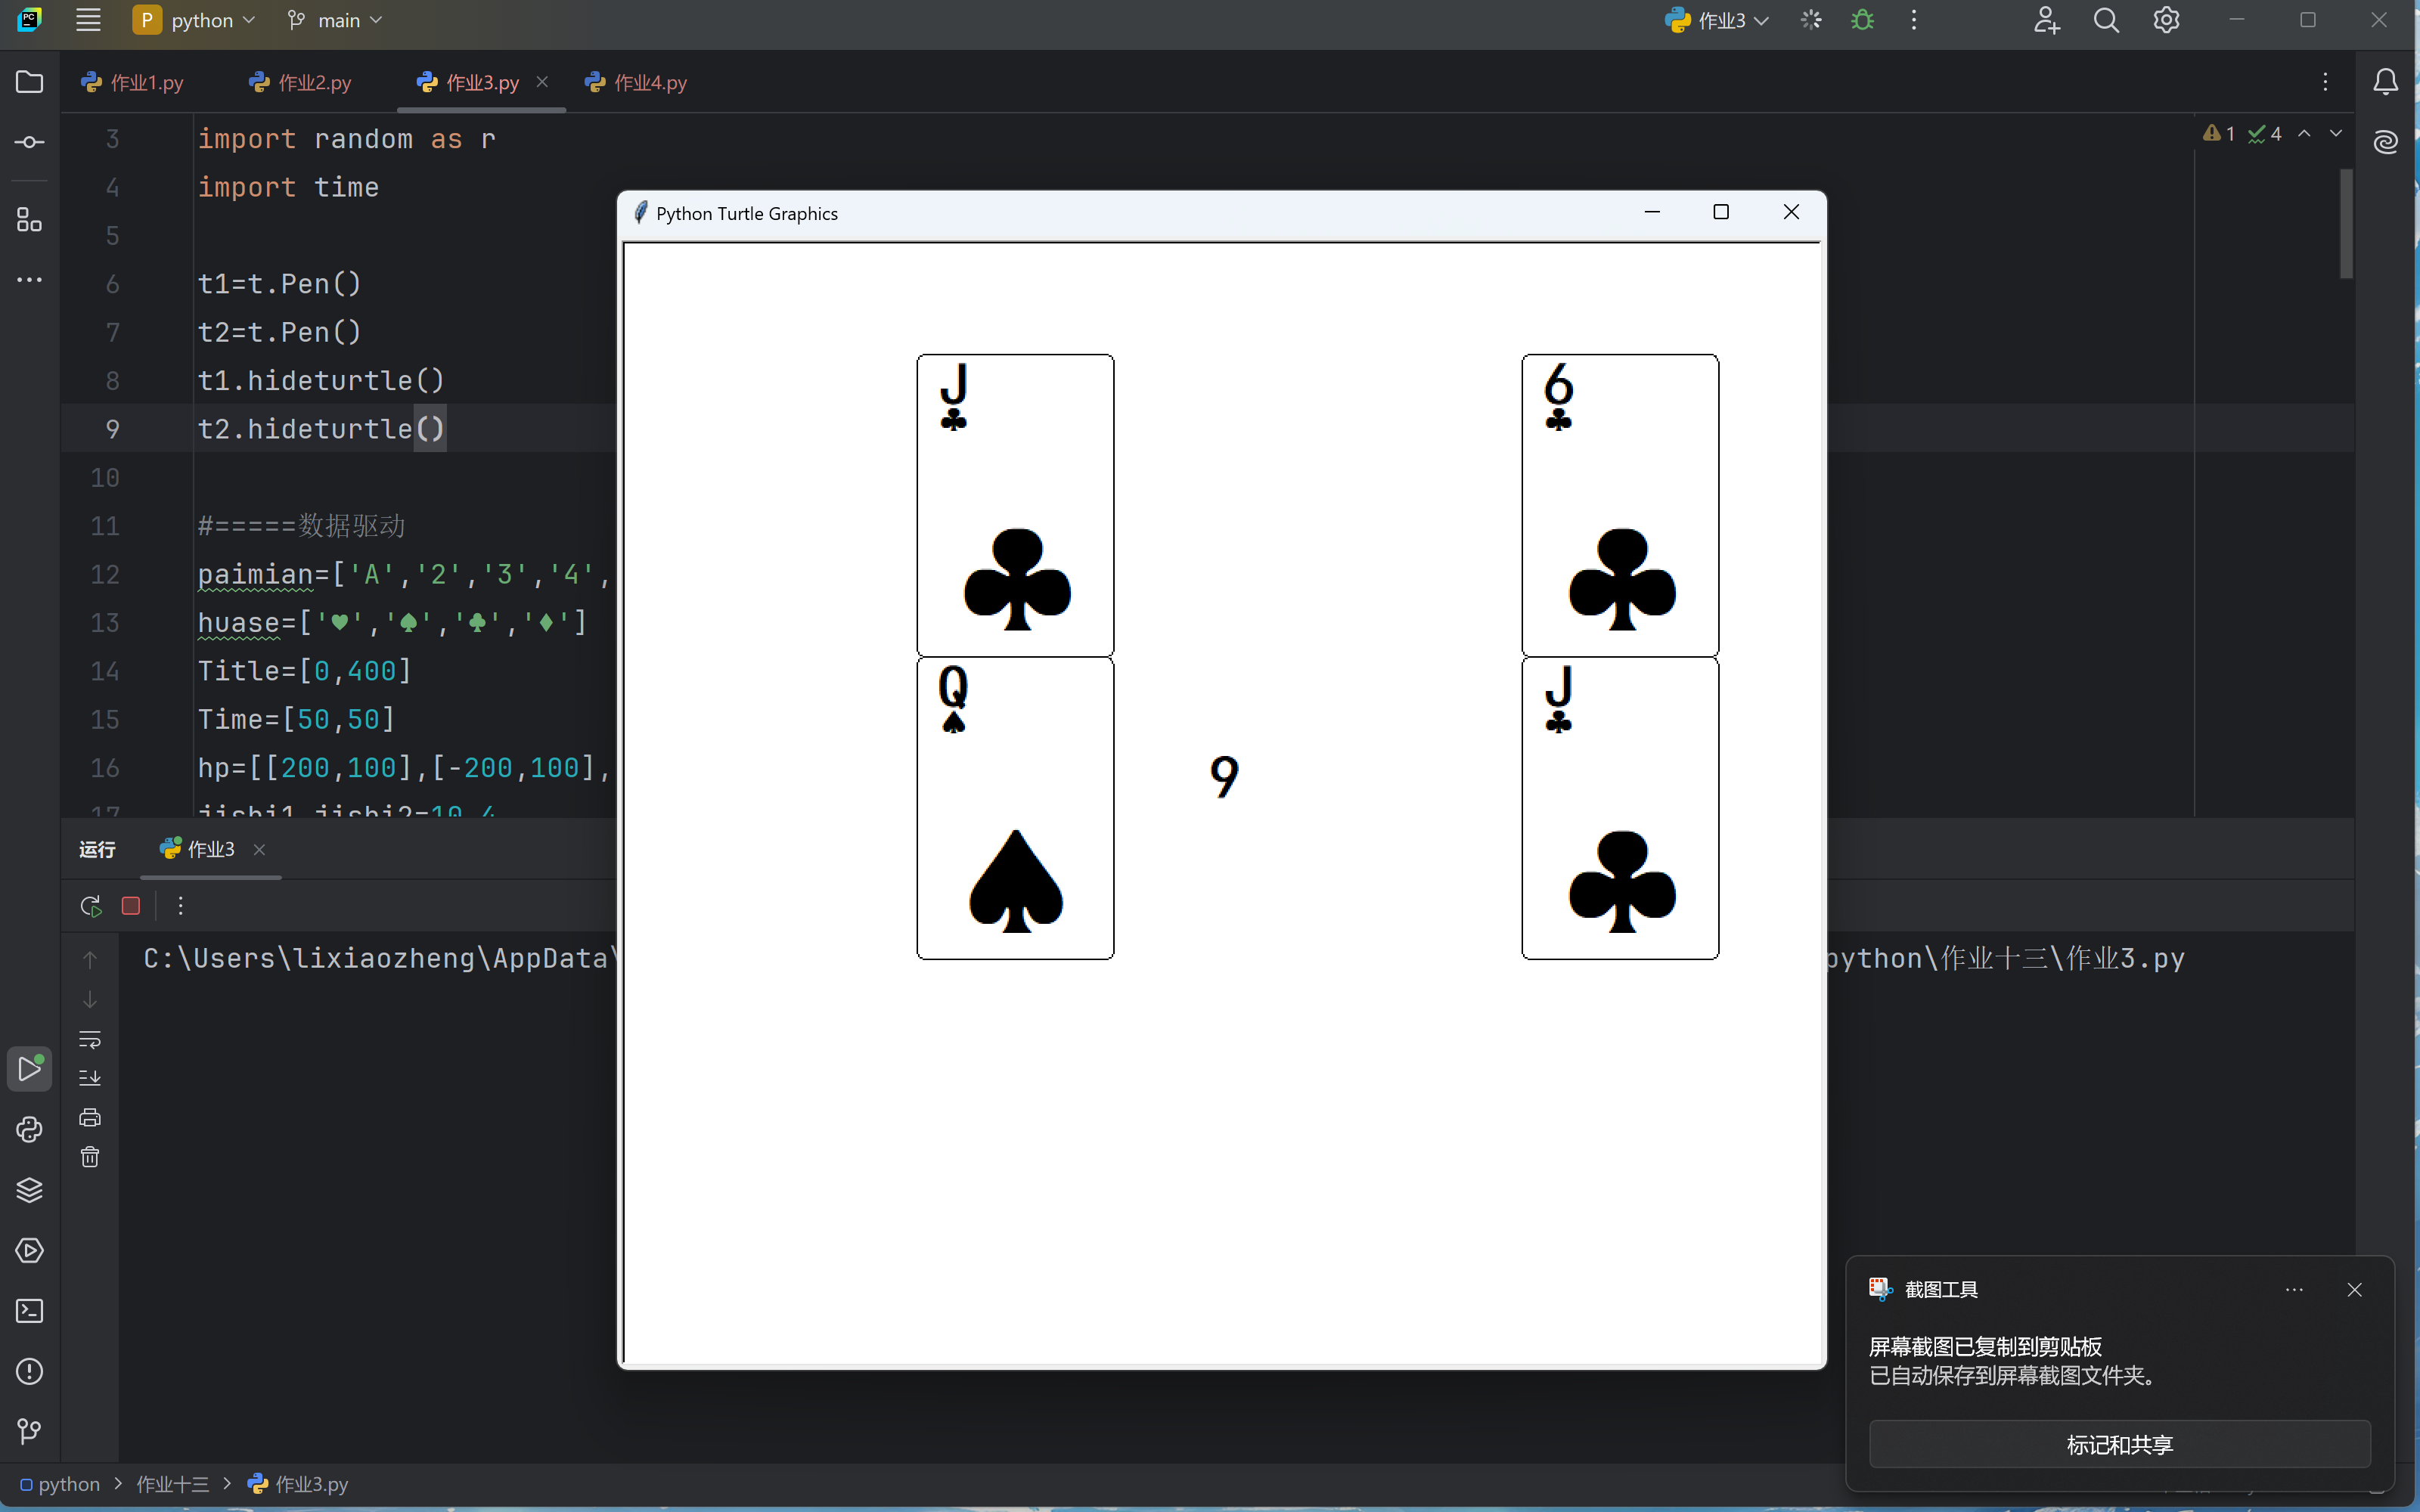 PC
P python main 作业3
作业1.py 作业2.py 作业3.py 作业4.py
1 4
3 import random as r
4 import time
5
6 t1=t.Pen()
7 t2=t.Pen()
8 t1.hideturtle()
9 t2.hideturtle()
10
11 #=====数据驱动
12 paimian=['A','2','3','4',
13 huase=['♥','♠','♣','♦']
14 Title=[0,400]
15 Time=[50,50]
16 hp=[[200,100],[-200,100],
17 jishi1,jishi2=10,4
Python Turtle Graphics
J
♣
♣
6
♣
♣
Q
♠
♠
9
J
♣
♣
运行 作业3
C:\Users\lixiaozheng\AppData\
python\作业十三\作业3.py
截图工具
屏幕截图已复制到剪贴板
已自动保存到屏幕截图文件夹。
标记和共享
python > 作业十三 > 作业3.py